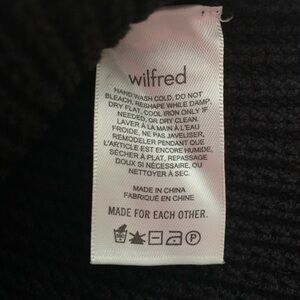 wilfred
HAND WASH COLD, DO NOT
BLEACH, RESHAPE WHILE DAMP,
DRY FLAT, COOL IRON ONLY IF
NEEDED, OR DRY CLEAN.
LAVER À LA MAIN À L'EAU
FROIDE, NE PAS JAVELISER,
REMODELER PENDANT QUE
L'ARTICLE EST ENCORE HUMIDE,
SÉCHER À PLAT, REPASSAGE
DOUX SI NÉCESSAIRE, OU
NETTOYER À SEC.
MADE IN CHINA
FABRIQUÉ EN CHINE
MADE FOR EACH OTHER.
P